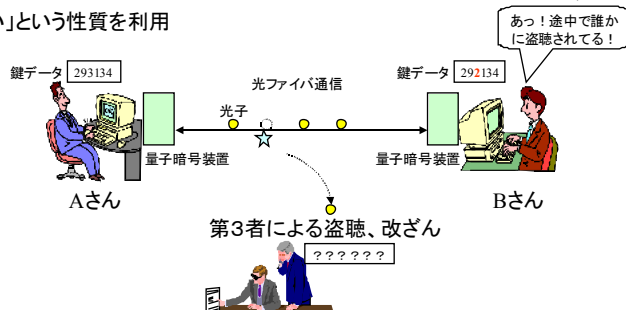 い」という性質を利用
あっ！途中で誰か
に盗聴されてる！
鍵データ 293134
鍵データ 292134
光ファイバ通信
光子
量子暗号装置
量子暗号装置
Aさん
Bさん
第3者による盗聴、改ざん
？？？？？？